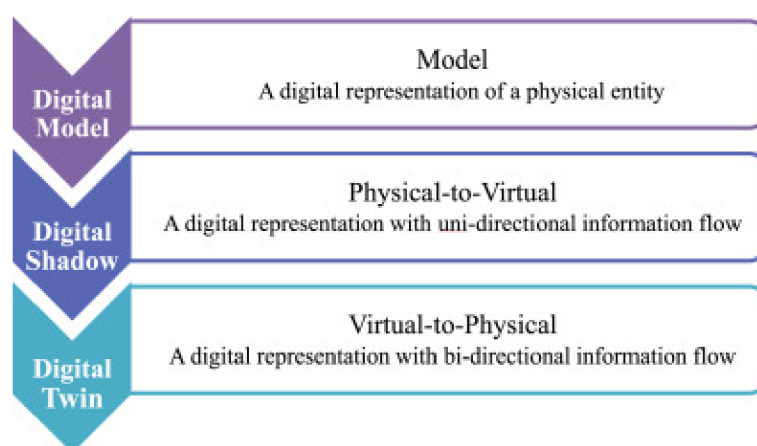 Digital
Model
Model
A digital representation of a physical entity
Digital
Shadow
Physical-to-Virtual
A digital representation with uni-directional information flow
Digital
Twin
Virtual-to-Physical
A digital representation with bi-directional information flow